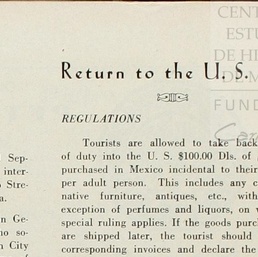 CENT
ESTU
DE HI
DE M
FUND
Return to the U. S.
REGULATIONS
Tourists are allowed to take back
of duty into the U. S. $100.00 Dls. of
purchased in Mexico incidental to their
per adult person. This includes any
native furniture, antiques, etc., with
exception of perfumes and liquors, on
special ruling applies. If the goods purc
are shipped later, the tourist should
corresponding invoices and declare the
Sep-
inter-
Stre-
a.
n Ge-
no so-
n City